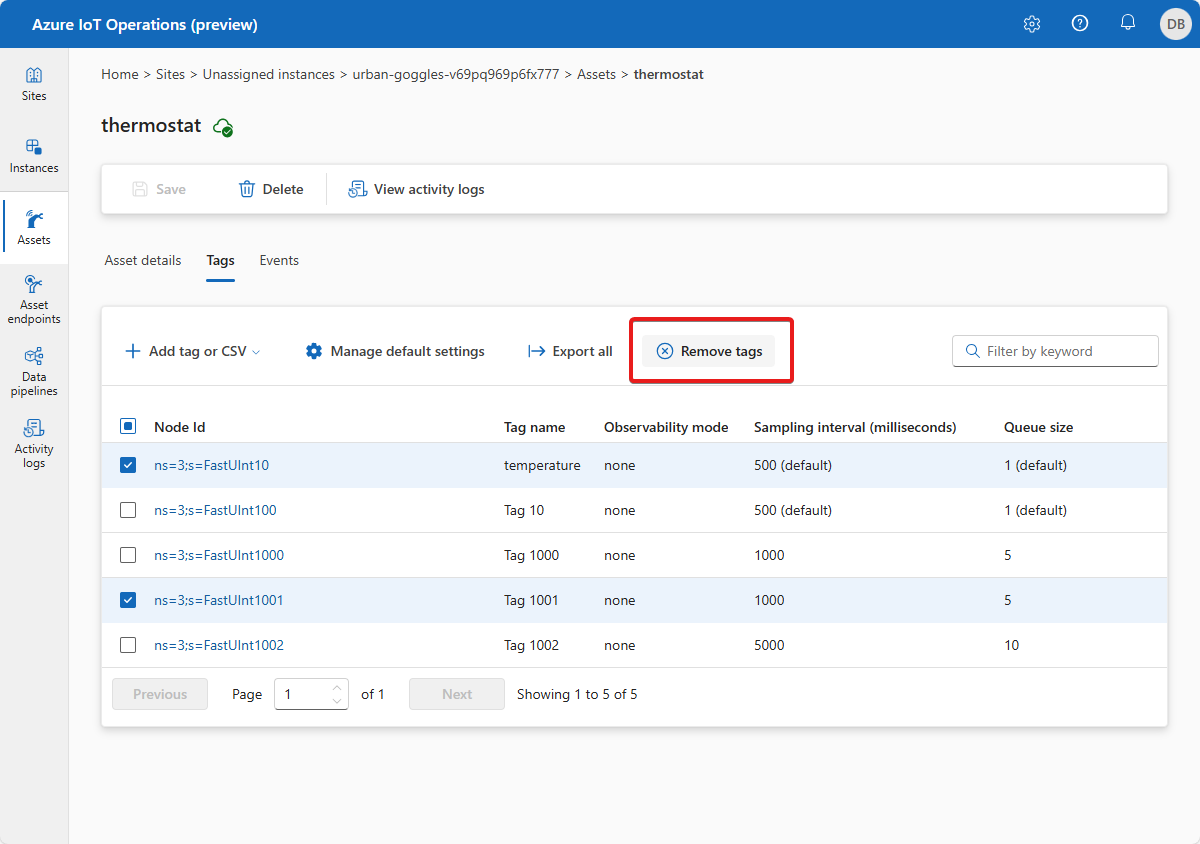 Azure IoT Operations (preview)
DB
Sites
Instances
Assets
Asset
endpoints
Data
pipelines
Activity
logs
Home > Sites > Unassigned instances > urban-goggles-v69pq969p6fx777 > Assets > thermostat
thermostat
Save Delete View activity logs
Asset details Tags Events
Add tag or CSV Manage default settings Export all Remove tags Filter by keyword
Node Id Tag name Observability mode Sampling interval (milliseconds) Queue size
ns=3;s=FastUInt10 temperature none 500 (default) 1 (default)
ns=3;s=FastUInt100 Tag 10 none 500 (default) 1 (default)
ns=3;s=FastUInt1000 Tag 1000 none 1000 5
ns=3;s=FastUInt1001 Tag 1001 none 1000 5
ns=3;s=FastUInt1002 Tag 1002 none 5000 10
Previous Page 1 of 1 Next Showing 1 to 5 of 5